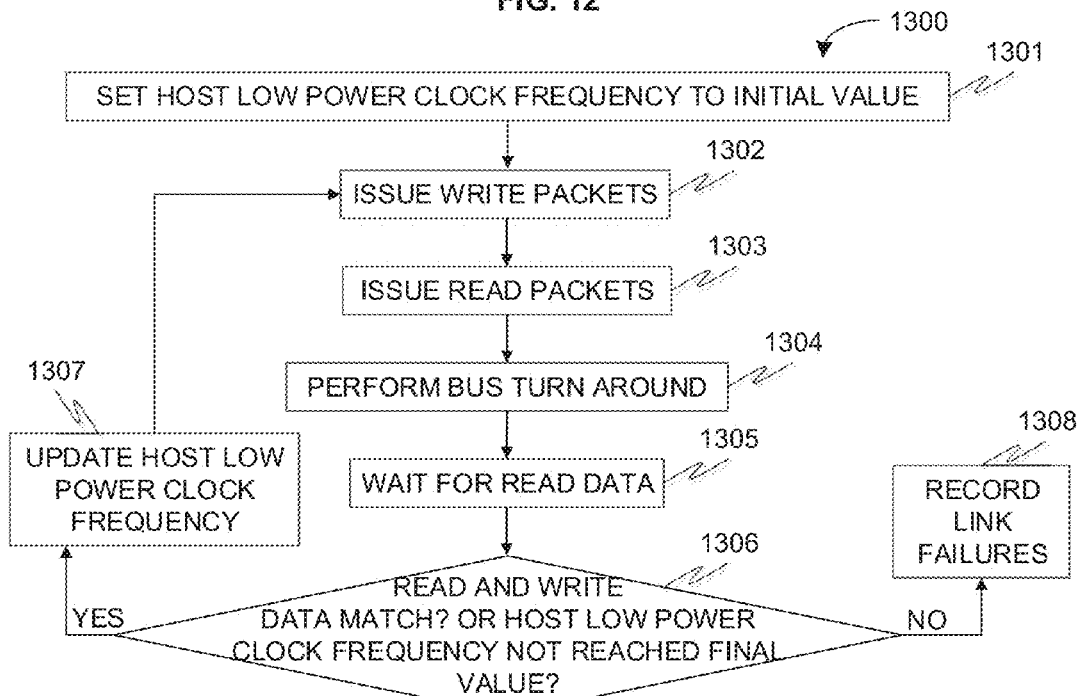 FIG. 12
1300
1301
SET HOST LOW POWER CLOCK FREQUENCY TO INITIAL VALUE
1302
ISSUE WRITE PACKETS
1303
ISSUE READ PACKETS
1304
PERFORM BUS TURN AROUND
1307
UPDATE HOST LOW
POWER CLOCK
FREQUENCY
1305
WAIT FOR READ DATA
1308
RECORD
LINK
FAILURES
1306
READ AND WRITE
DATA MATCH? OR HOST LOW POWER
CLOCK FREQUENCY NOT REACHED FINAL
VALUE?
YES
NO